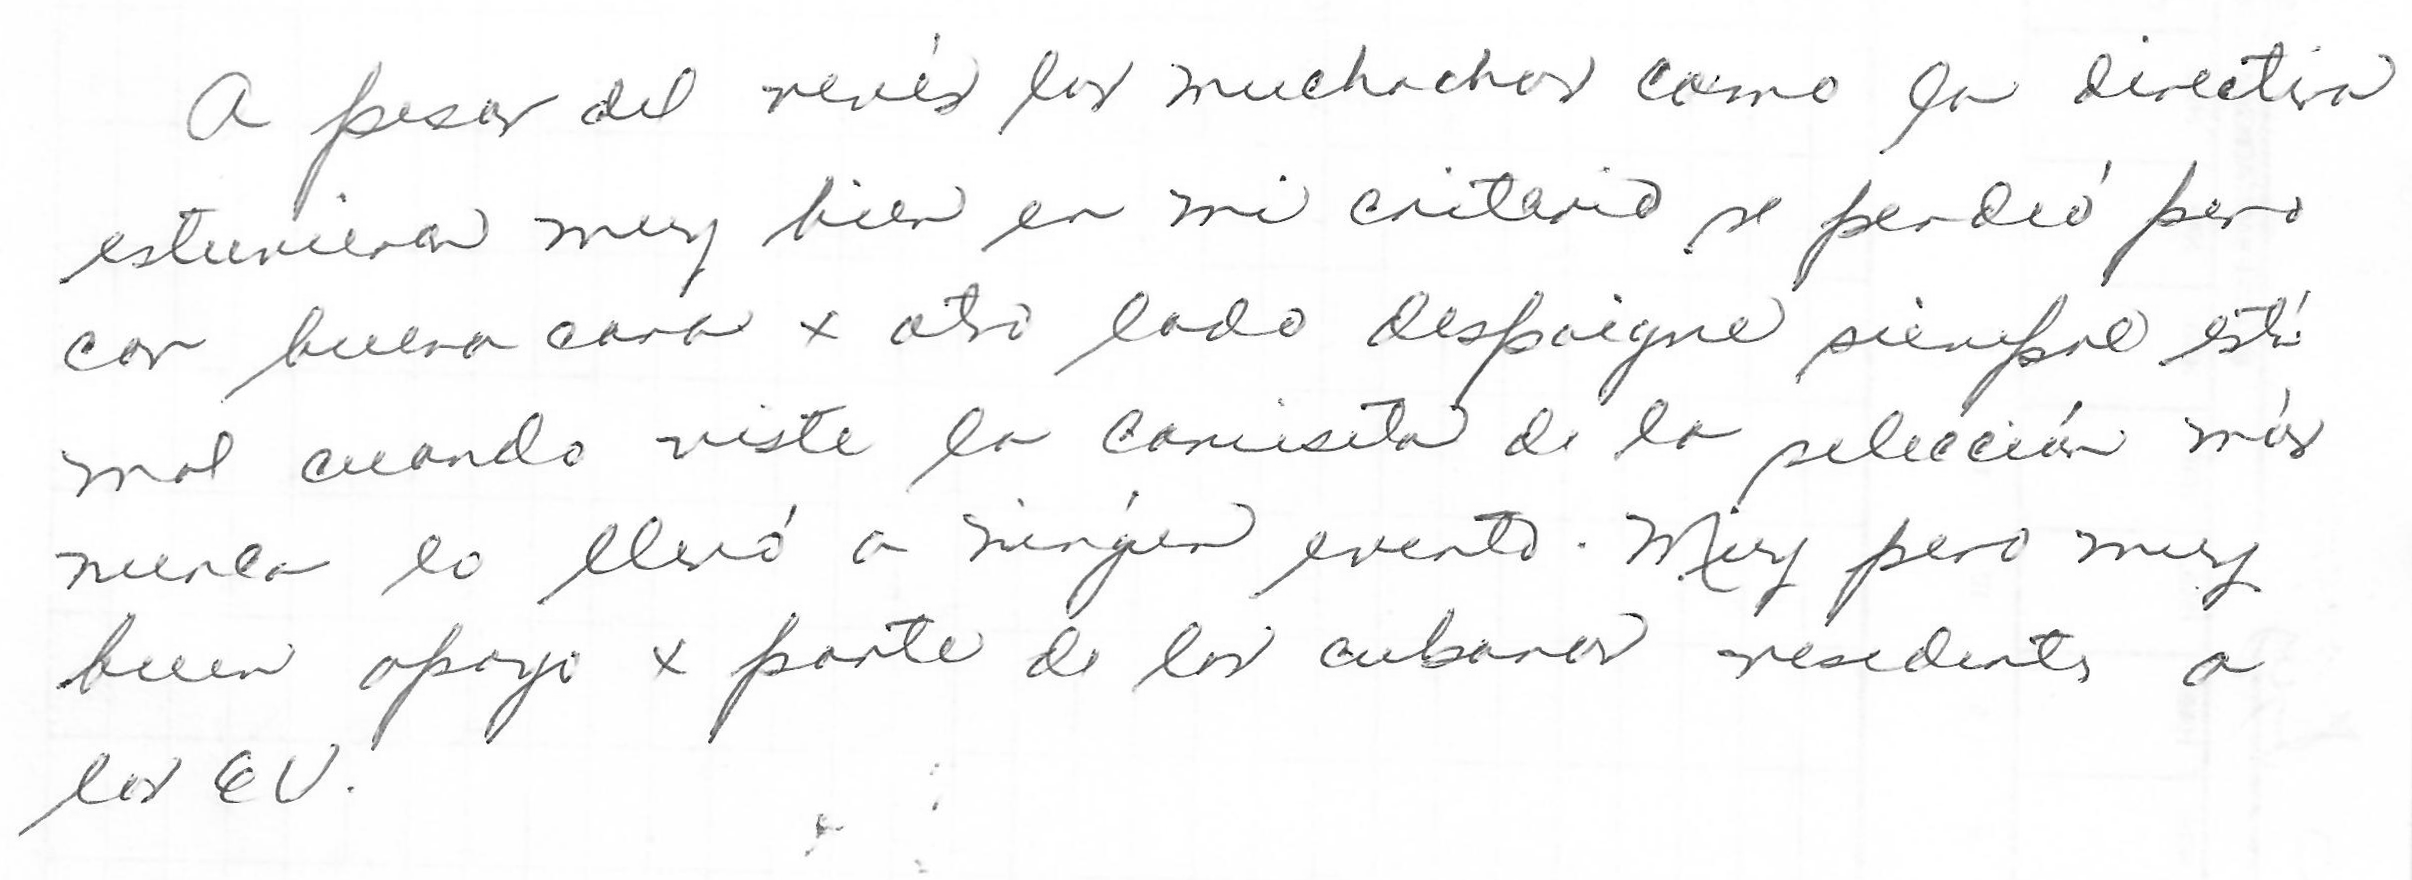 A pesar del revés los muchachos como la directiva
estuvieron muy bien en mi criterio se perdió pero
con buena cara x otro lado despaigne siempre está
mal cuando viste la camiseta de la selección más
nunca lo llevó a ningún evento. Muy pero muy
buen apoyo x parte de los cubanos residents a
los EU.